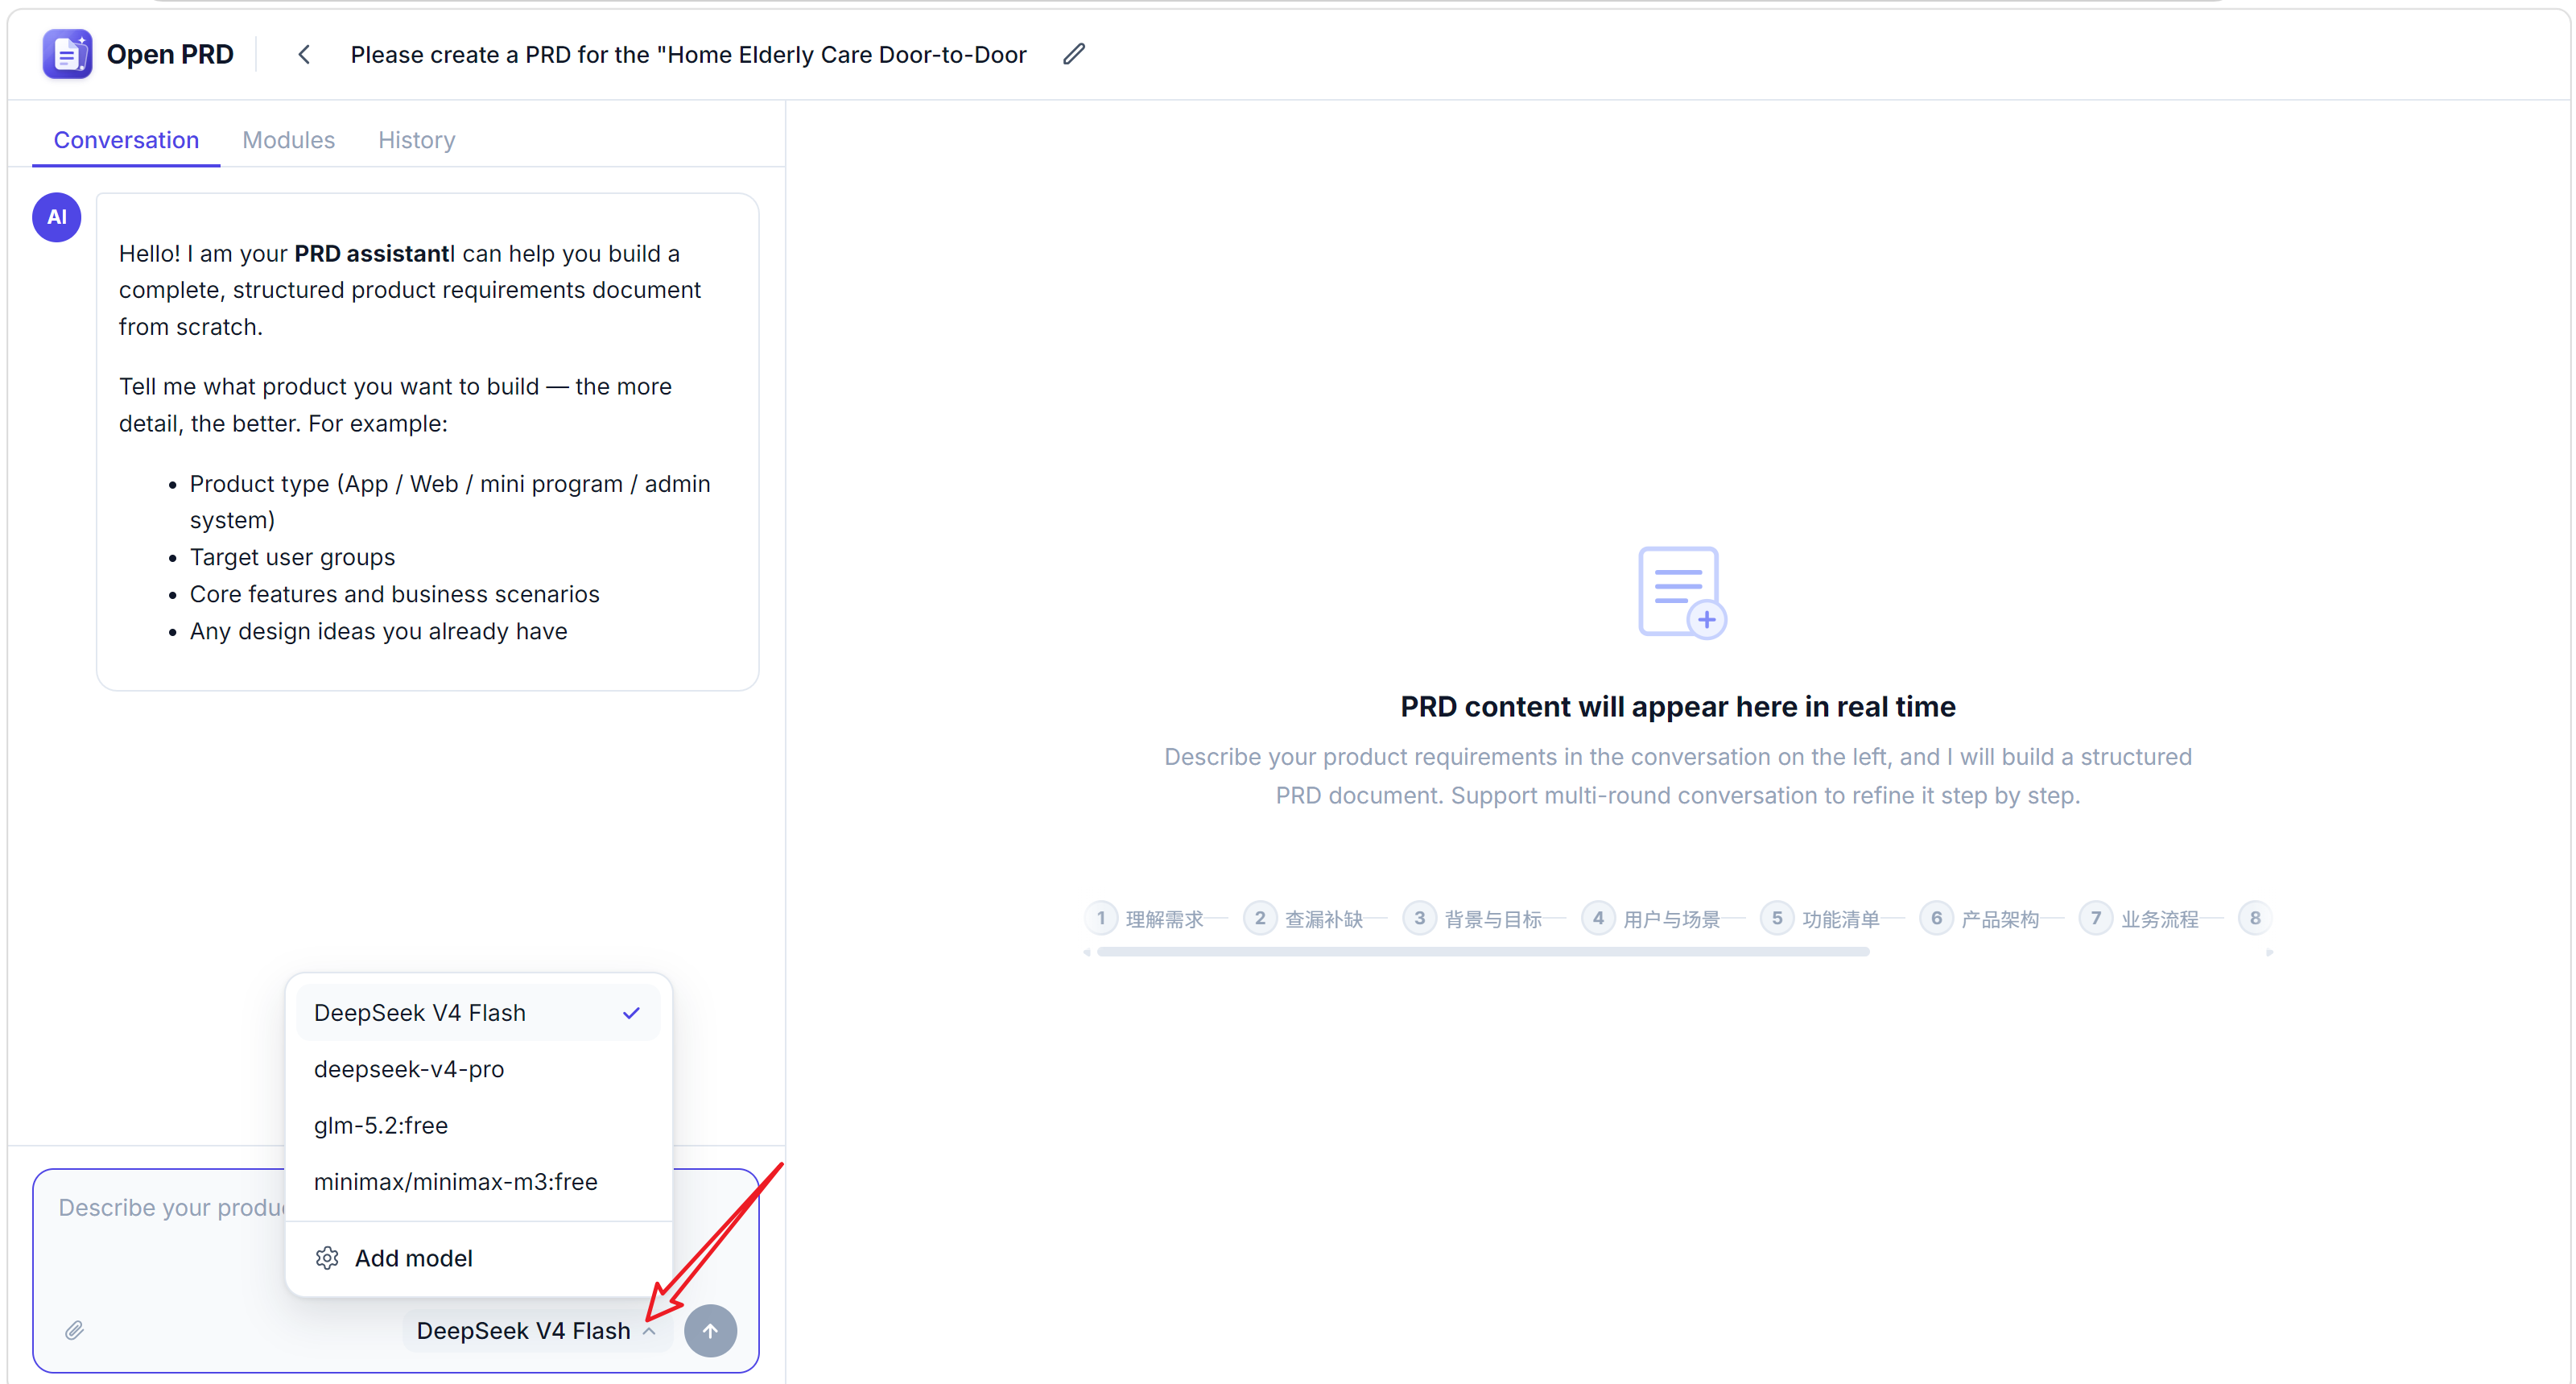 Open PRD
Please create a PRD for the "Home Elderly Care Door-to-Door
Conversation
Modules
History
AI
Hello! I am your PRD assistantI can help you build a
complete, structured product requirements document
from scratch.
Tell me what product you want to build — the more
detail, the better. For example:
• Product type (App / Web / mini program / admin
system)
• Target user groups
• Core features and business scenarios
• Any design ideas you already have
DeepSeek V4 Flash
deepseek-v4-pro
glm-5.2:free
minimax/minimax-m3:free
Add model
Describe your produ
DeepSeek V4 Flash
PRD content will appear here in real time
Describe your product requirements in the conversation on the left, and I will build a structured
PRD document. Support multi-round conversation to refine it step by step.
1 理解需求 2 查漏补缺 3 背景与目标 4 用户与场景 5 功能清单 6 产品架构 7 业务流程 8